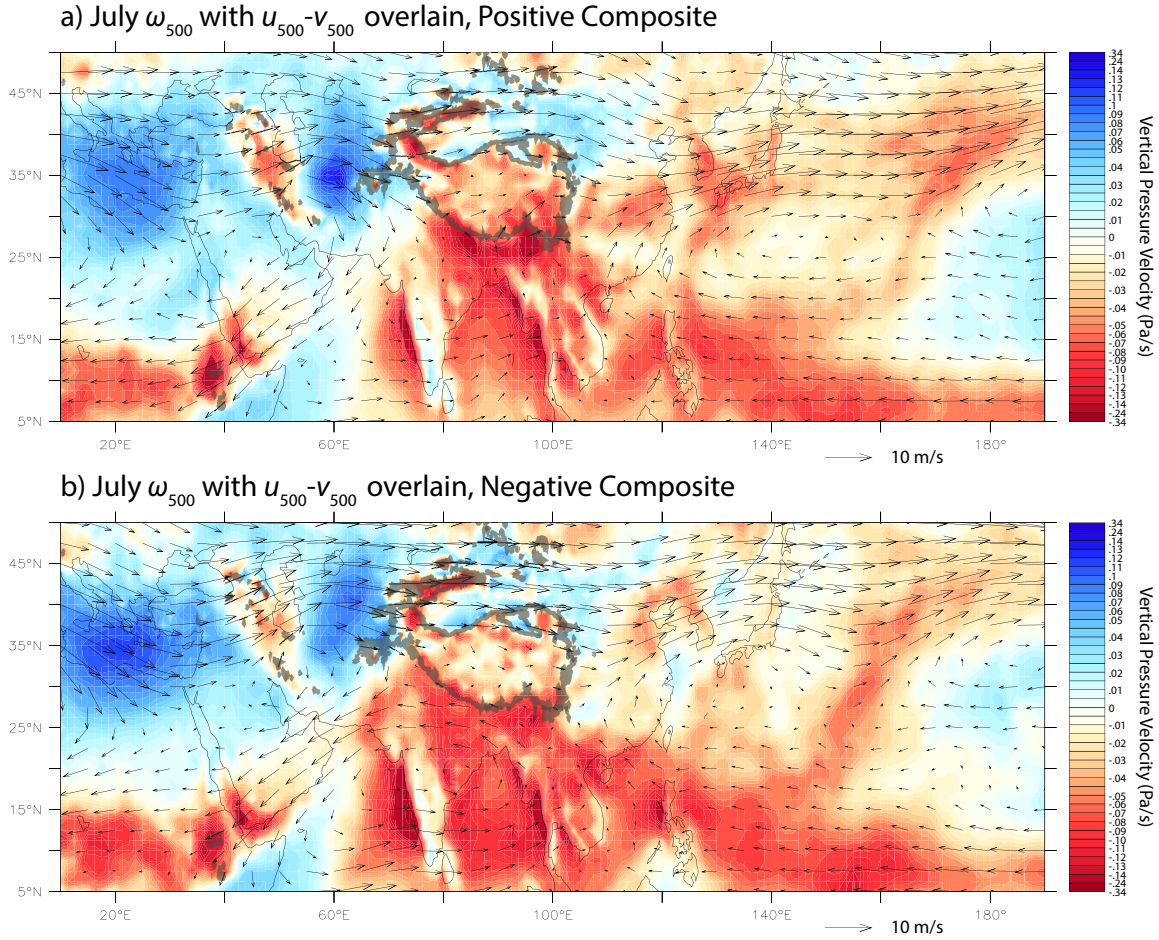 a) July ω500 with u500-v500 overlain, Positive Composite
45°N
35°N
25°N
15°N
5°N
20°E
60°E
100°E
140°E
180°
10 m/s
.34
.24
.14
.13
.12
.11
.1
.09
.08
.07
.06
.05
.04
.03
.02
.01
0
-.01
-.02
-.03
-.04
-.05
-.06
-.07
-.08
-.09
-.10
-.11
-.12
-.13
-.14
-.24
-.34
Vertical Pressure Velocity (Pa/s)
b) July ω500 with u500-v500 overlain, Negative Composite
45°N
35°N
25°N
15°N
5°N
20°E
60°E
100°E
140°E
180°
10 m/s
.34
.24
.14
.13
.12
.11
.1
.09
.08
.07
.06
.05
.04
.03
.02
.01
0
-.01
-.02
-.03
-.04
-.05
-.06
-.07
-.08
-.09
-.10
-.11
-.12
-.13
-.14
-.24
-.34
Vertical Pressure Velocity (Pa/s)